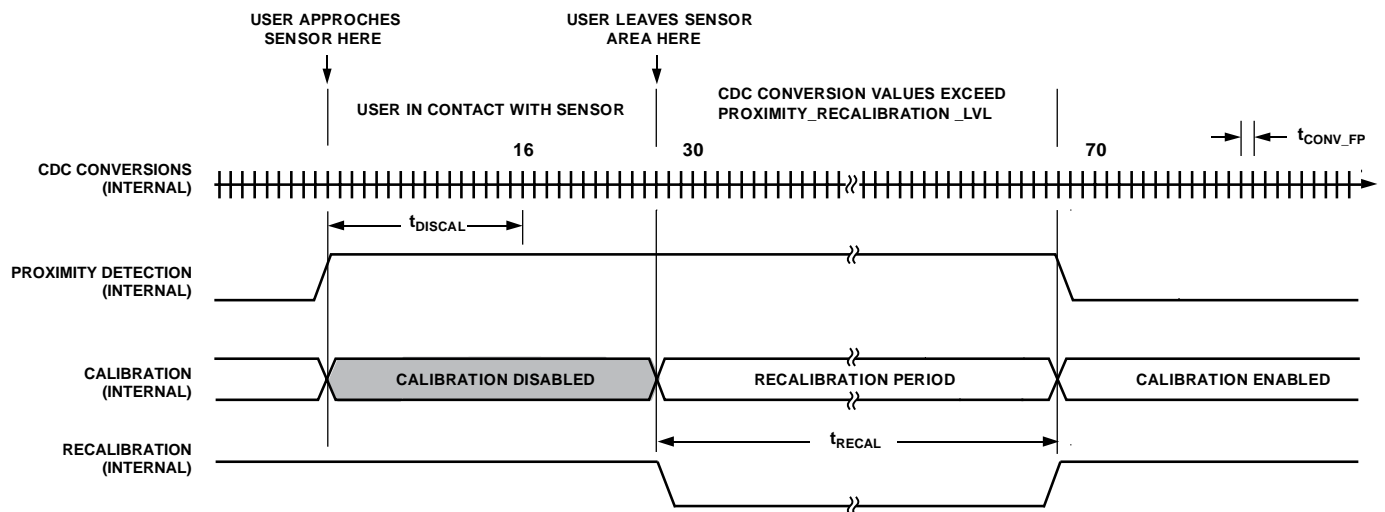 USER APPROCHES
SENSOR HERE
USER LEAVES SENSOR
AREA HERE
USER IN CONTACT WITH SENSOR
CDC CONVERSION VALUES EXCEED
PROXIMITY_RECALIBRATION _LVL
tCONV_FP
16
30
70
CDC CONVERSIONS
(INTERNAL)
tDISCAL
PROXIMITY DETECTION
(INTERNAL)
CALIBRATION
(INTERNAL)
CALIBRATION DISABLED
RECALIBRATION PERIOD
CALIBRATION ENABLED
tRECAL
RECALIBRATION
(INTERNAL)